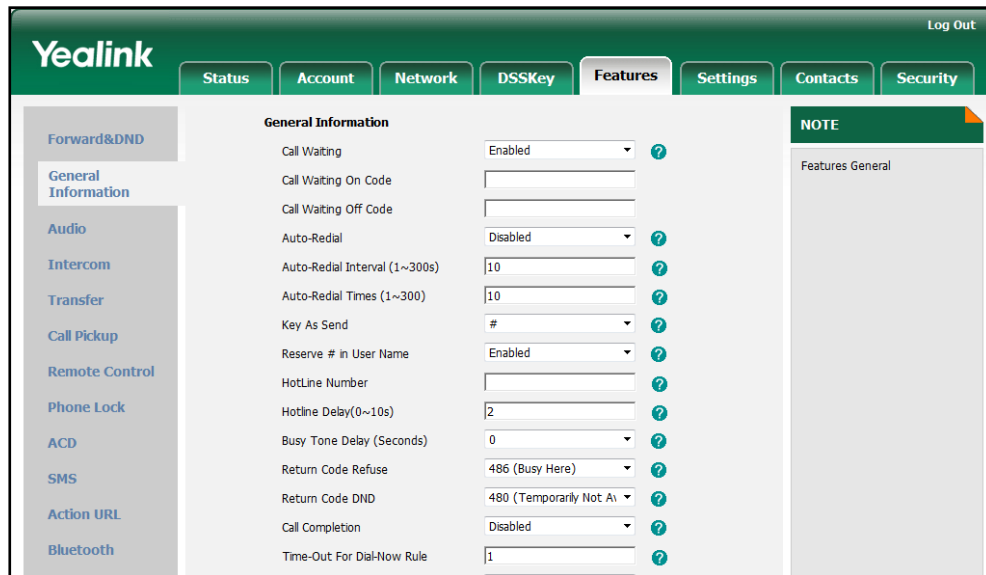 Log Out
Yealink
Status Account Network DSSKey Features Settings Contacts Security
Forward&DND
General
Information
Audio
Intercom
Transfer
Call Pickup
Remote Control
Phone Lock
ACD
SMS
Action URL
Bluetooth
General Information
Call Waiting Enabled ?
Call Waiting On Code
Call Waiting Off Code
Auto-Redial Disabled ?
Auto-Redial Interval (1~300s) 10 ?
Auto-Redial Times (1~300) 10 ?
Key As Send # ?
Reserve # in User Name Enabled ?
HotLine Number ?
Hotline Delay(0~10s) 2 ?
Busy Tone Delay (Seconds) 0 ?
Return Code Refuse 486 (Busy Here) ?
Return Code DND 480 (Temporarily Not Av ?
Call Completion Disabled ?
Time-Out For Dial-Now Rule 1 ?
NOTE
Features General